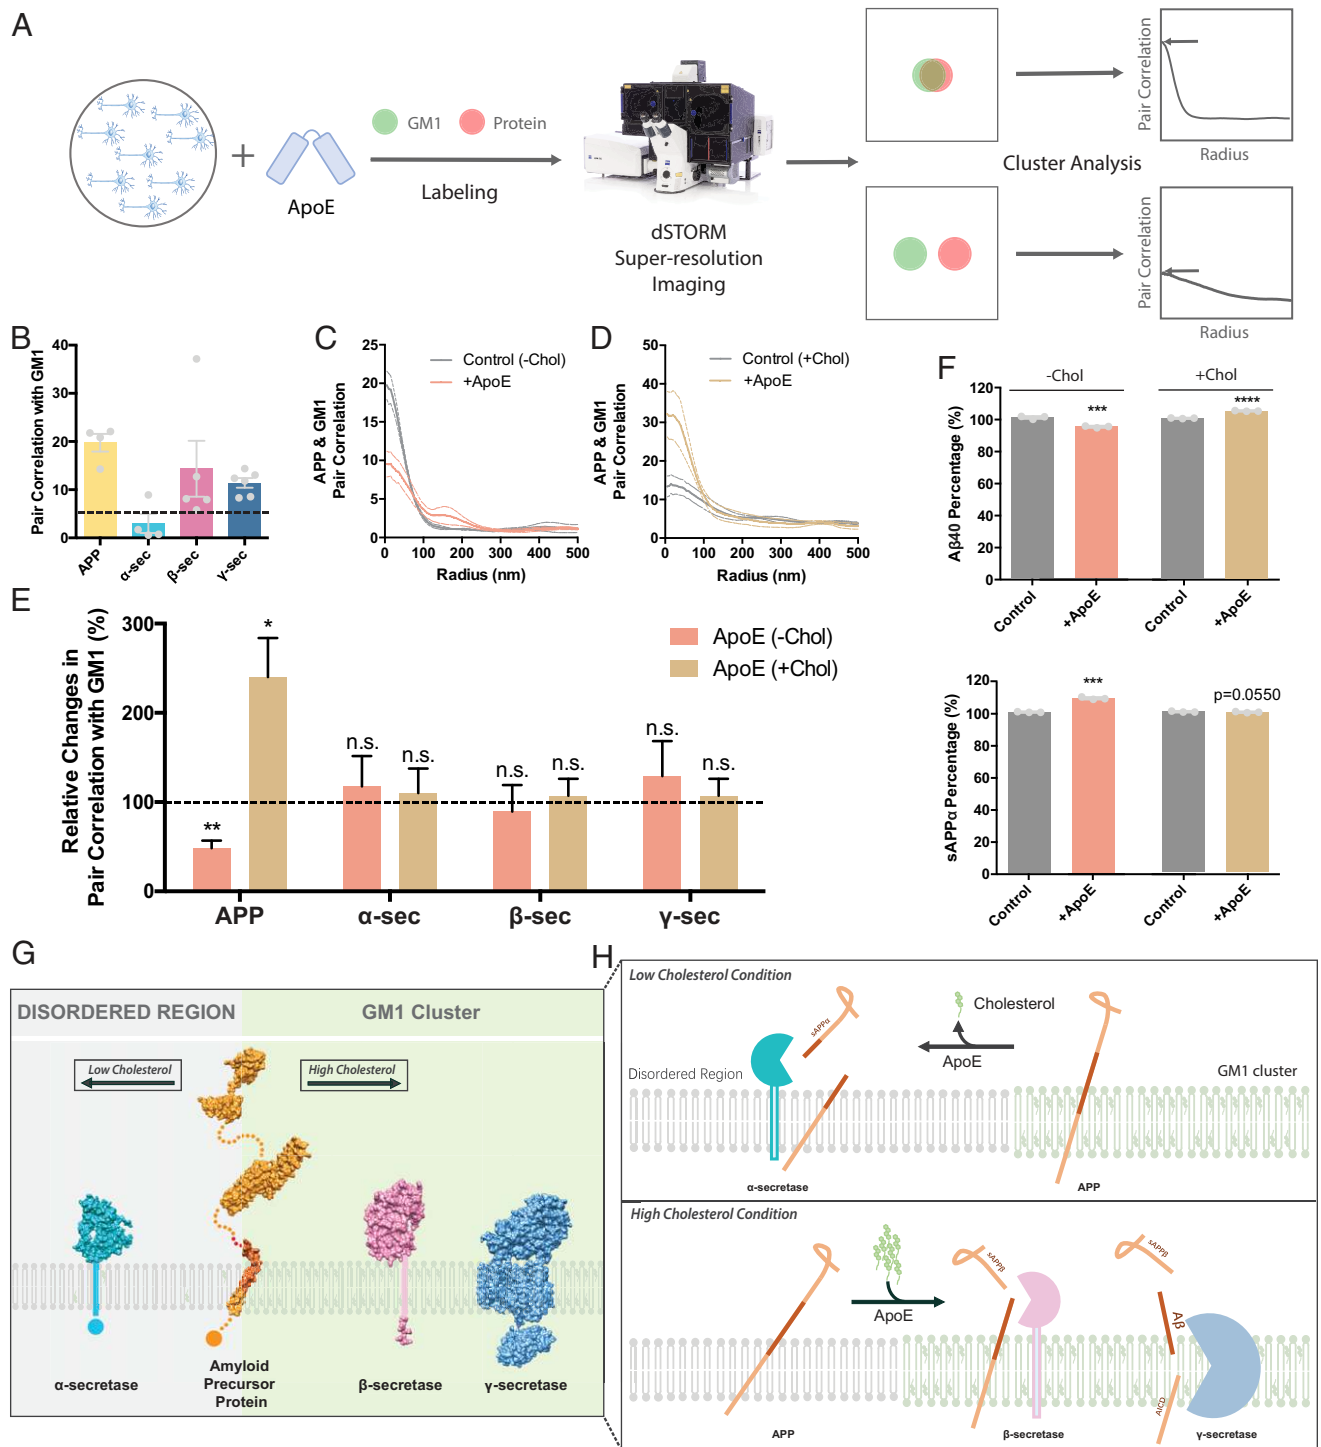 A
GM1
Protein
ApoE
Labeling
dSTORM
Super-resolution
Imaging
Cluster Analysis
Pair Correlation
Radius
Pair Correlation
Radius
B
Pair Correlation with GM1
40
30
20
10
0
APP
α-sec
β-sec
γ-sec
C
APP & GM1
Pair Correlation
25
20
15
10
5
0
0
100
200
300
400
500
Radius (nm)
Control (-Chol)
+ApoE
D
APP & GM1
Pair Correlation
50
40
30
20
10
0
0
100
200
300
400
500
Radius (nm)
Control (+Chol)
+ApoE
F
-Chol
+Chol
Aβ40 Percentage (%)
120
100
80
60
40
20
0
***
****
Control
+ApoE
Control
+ApoE
sAPPα Percentage (%)
120
100
80
60
40
20
0
***
p=0.0550
Control
+ApoE
Control
+ApoE
E
Relative Changes in
Pair Correlation with GM1 (%)
300
200
100
0
**
*
n.s.
n.s.
n.s.
n.s.
n.s.
n.s.
ApoE (-Chol)
ApoE (+Chol)
APP
α-sec
β-sec
γ-sec
G
DISORDERED REGION
GM1 Cluster
Low Cholesterol
High Cholesterol
α-secretase
Amyloid
Precursor
Protein
β-secretase
γ-secretase
H
Low Cholesterol Condition
sAPPα
Cholesterol
ApoE
Disordered Region
GM1 cluster
α-secretase
APP
High Cholesterol Condition
ApoE
sAPPβ
sAPPβ
Aβ
AICD
APP
β-secretase
γ-secretase